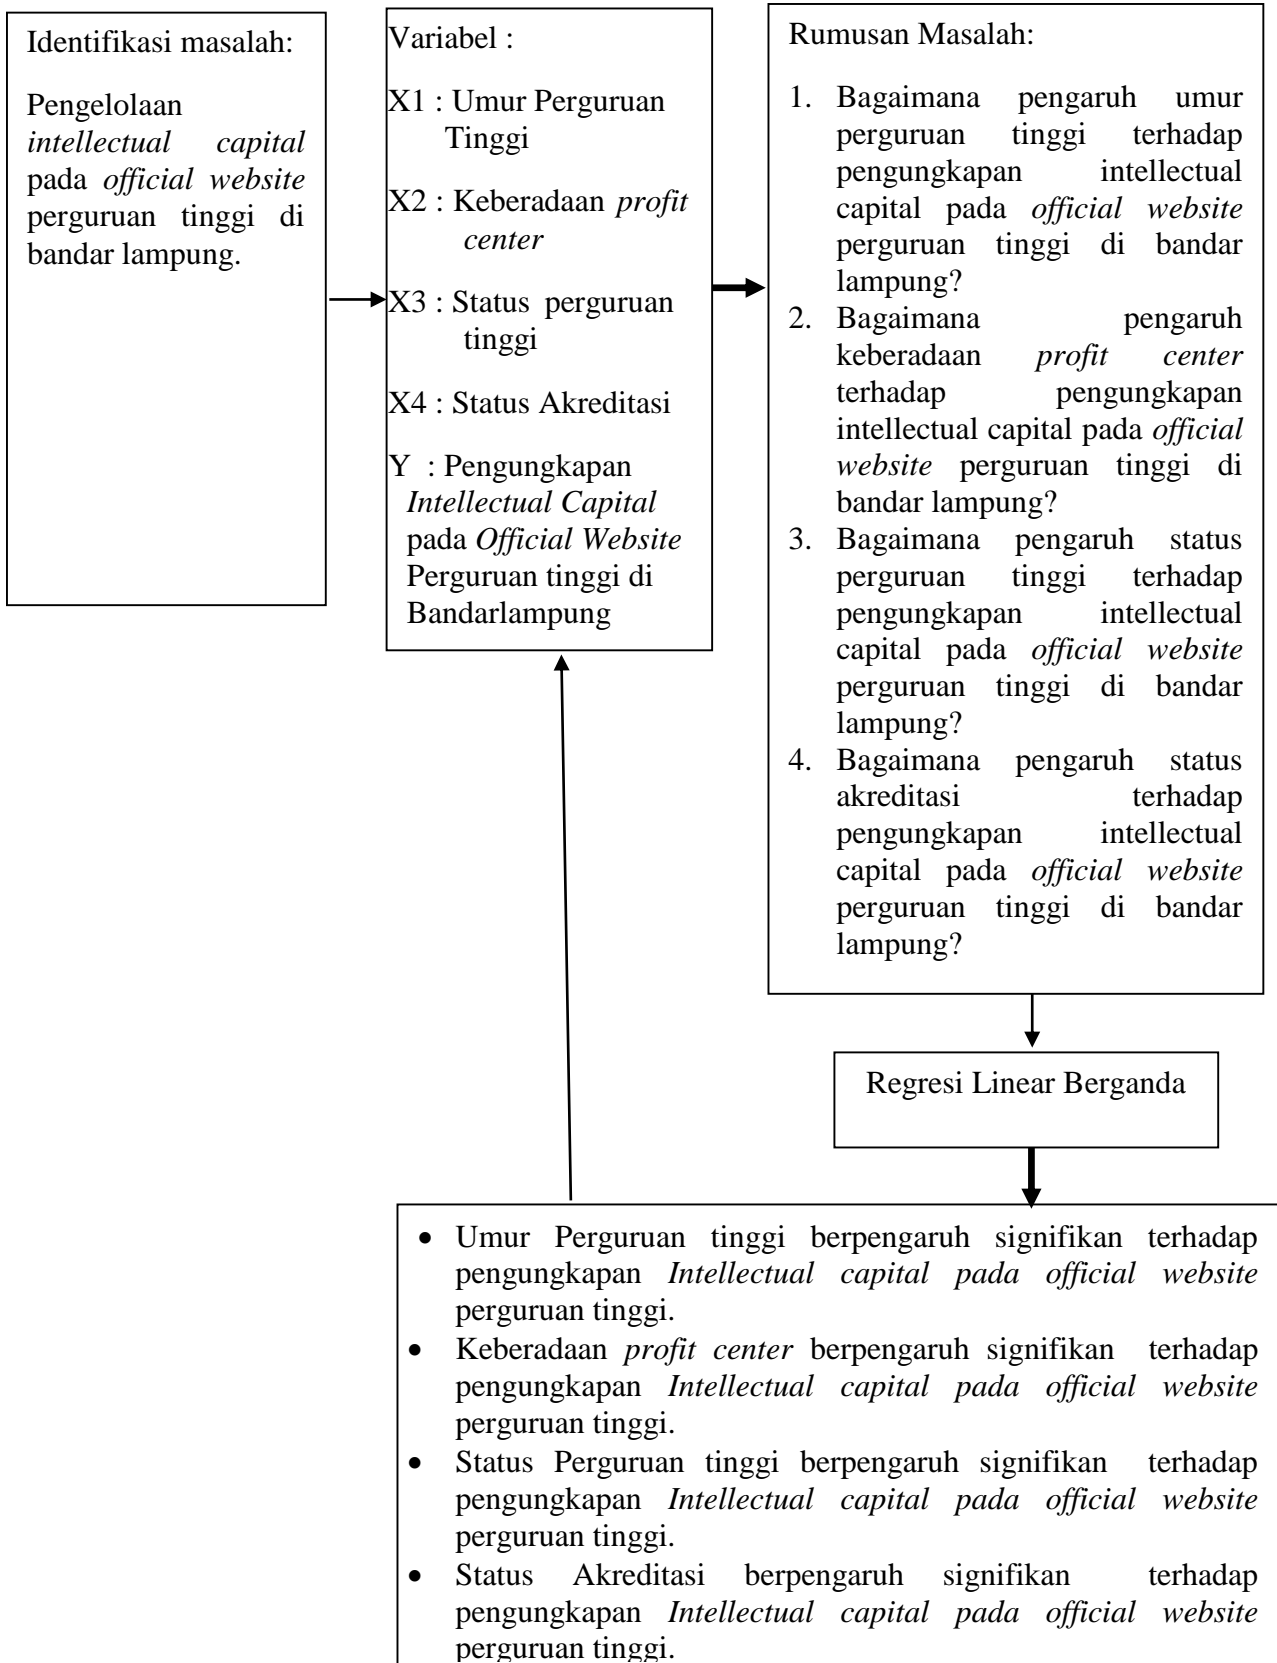 Identifikasi masalah:
Pengelolaan
intellectual capital
pada official website
perguruan tinggi di
bandar lampung.
Variabel :
X1 : Umur Perguruan
Tinggi
X2 : Keberadaan profit
center
X3 : Status perguruan
tinggi
X4 : Status Akreditasi
Y : Pengungkapan
Intellectual Capital
pada Official Website
Perguruan tinggi di
Bandarlampung
Rumusan Masalah:
1. Bagaimana pengaruh umur
perguruan tinggi terhadap
pengungkapan intellectual
capital pada official website
perguruan tinggi di bandar
lampung?
2. Bagaimana pengaruh
keberadaan profit center
terhadap pengungkapan
intellectual capital pada official
website perguruan tinggi di
bandar lampung?
3. Bagaimana pengaruh status
perguruan tinggi terhadap
pengungkapan intellectual
capital pada official website
perguruan tinggi di bandar
lampung?
4. Bagaimana pengaruh status
akreditasi terhadap
pengungkapan intellectual
capital pada official website
perguruan tinggi di bandar
lampung?
Regresi Linear Berganda
• Umur Perguruan tinggi berpengaruh signifikan terhadap
pengungkapan Intellectual capital pada official website
perguruan tinggi.
• Keberadaan profit center berpengaruh signifikan terhadap
pengungkapan Intellectual capital pada official website
perguruan tinggi.
• Status Perguruan tinggi berpengaruh signifikan terhadap
pengungkapan Intellectual capital pada official website
perguruan tinggi.
• Status Akreditasi berpengaruh signifikan terhadap
pengungkapan Intellectual capital pada official website
perguruan tinggi.